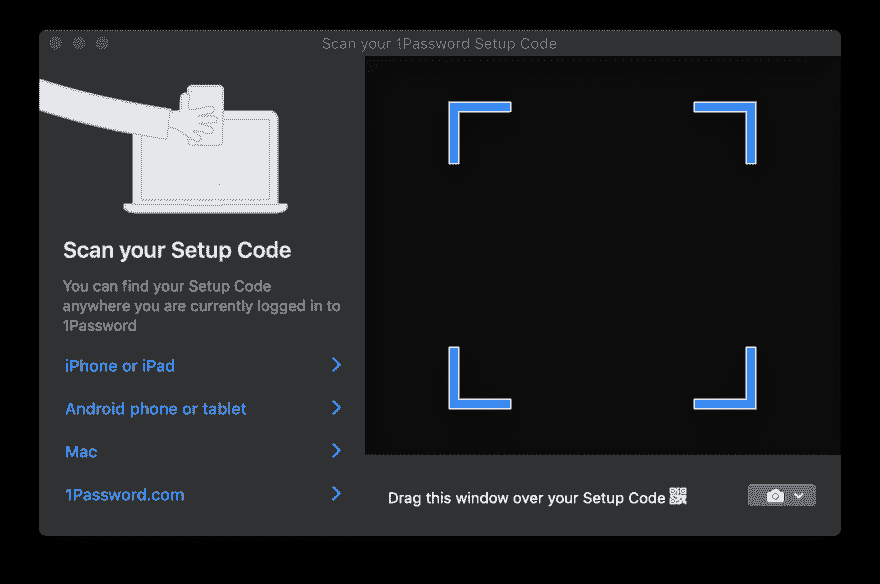 Scan your 1Password Setup Code
Scan your Setup Code
You can find your Setup Code
anywhere you are currently logged in to
1Password
iPhone or iPad
Android phone or tablet
Mac
1Password.com
Drag this window over your Setup Code